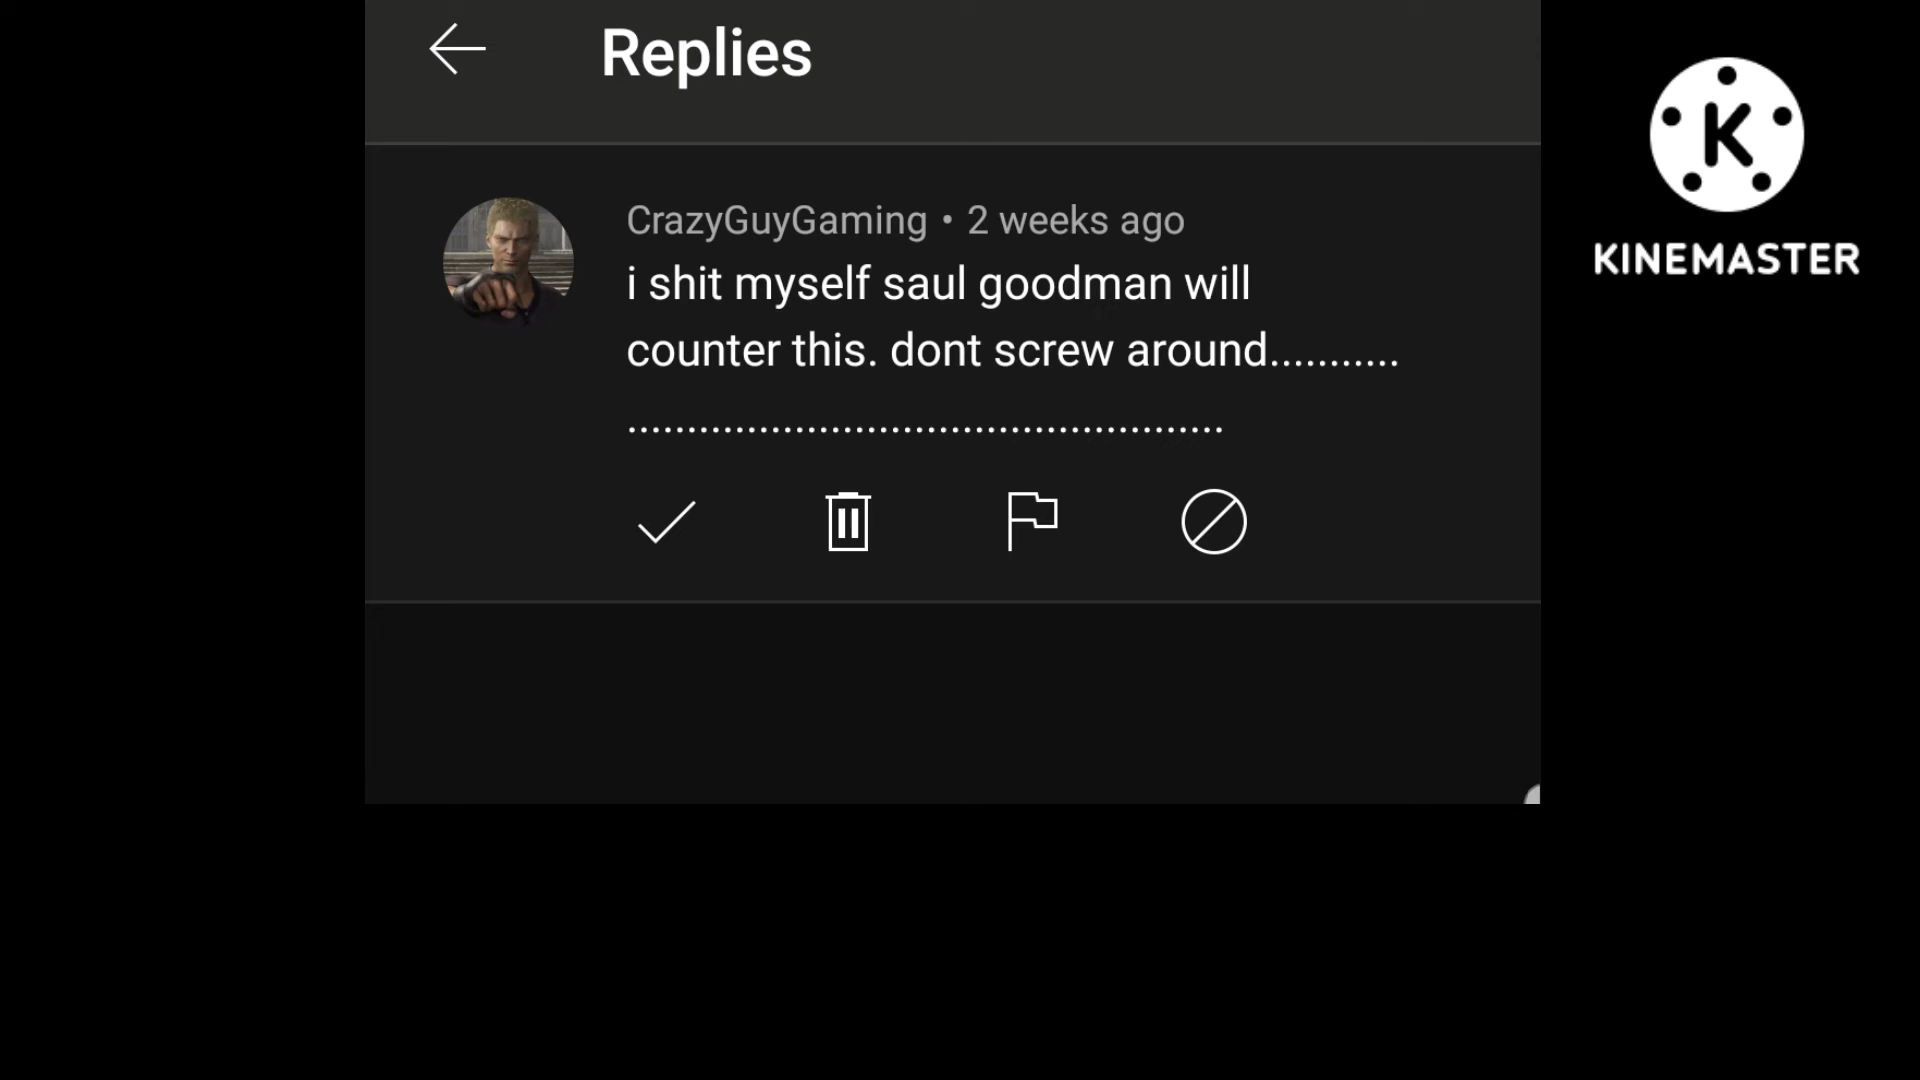 Replies
CrazyGuyGaming • 2 weeks ago
i shit myself saul goodman will
counter this. dont screw around...........
..................................................
K
KINEMASTER